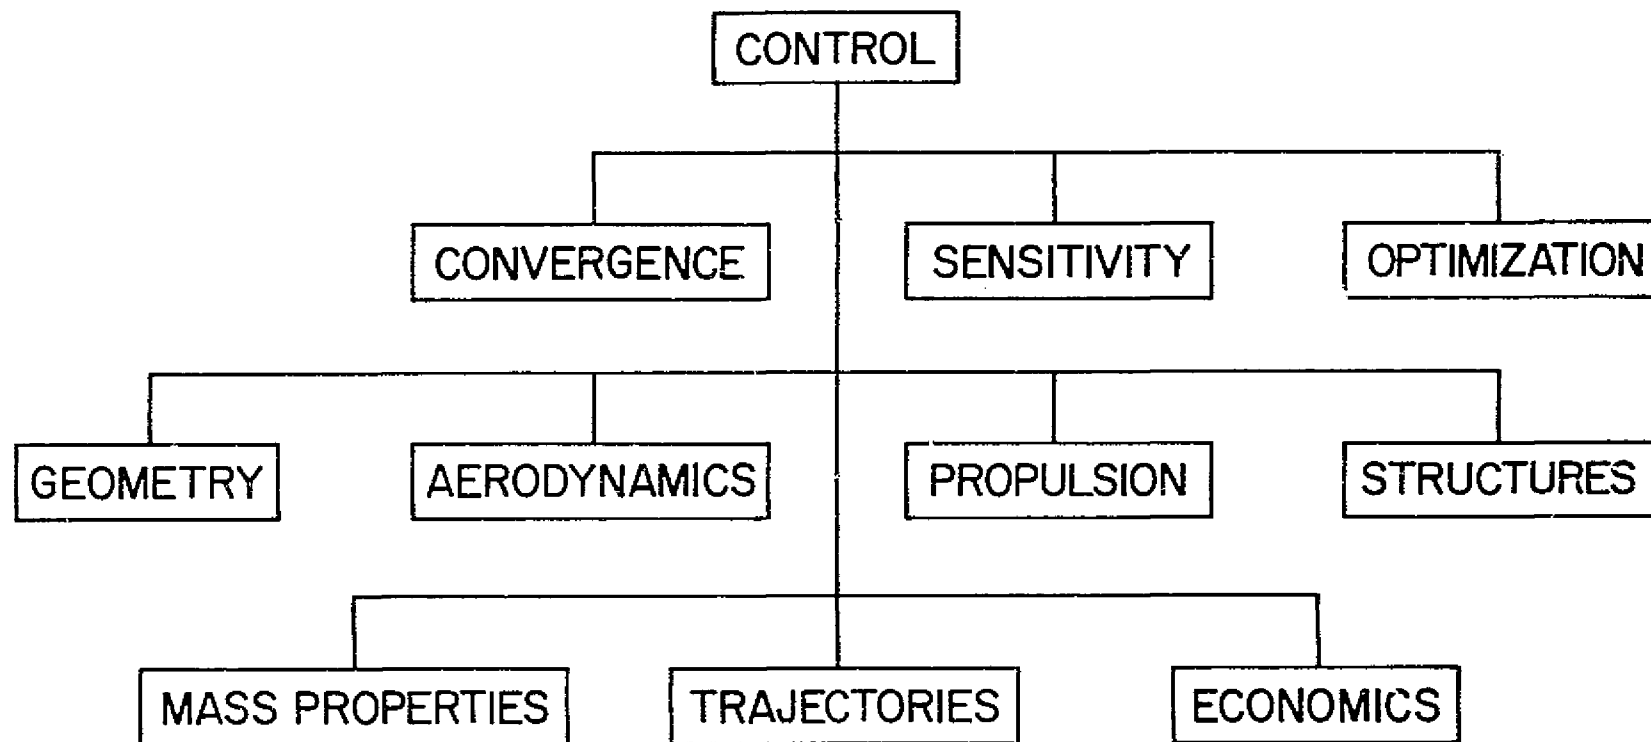 CONTROL
CONVERGENCE
SENSITIVITY
OPTIMIZATION
GEOMETRY
AERODYNAMICS
PROPULSION
STRUCTURES
MASS PROPERTIES
TRAJECTORIES
ECONOMICS